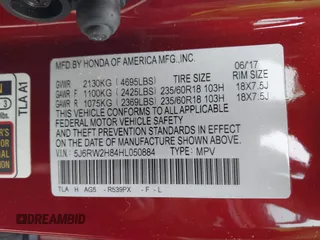 MFD.BY HONDA OF AMERICA MFG.,INC. 06/17
GVWR 2130KG (4695LBS) TIRE SIZE RIM SIZE
GAWR F 1100KG (2425LBS) 235/60R18 103H 18X7.5J
GAWR R 1075KG (2369LBS) 235/60R18 103H 18X7.5J
THIS VEHICLE CONFORMS TO ALL APPLICABLE
FEDERAL MOTOR VEHICLE SAFETY AND
THEFT PREVENTION STANDARDS IN EFFECT
ON THE DATE OF MANUFACTURE SHOWN ABOVE.
5J6RW2H84HL050884 TYPE: MPV
TLA H AG5 - R539PX - F - L
TLA A1
3
DREAMBID